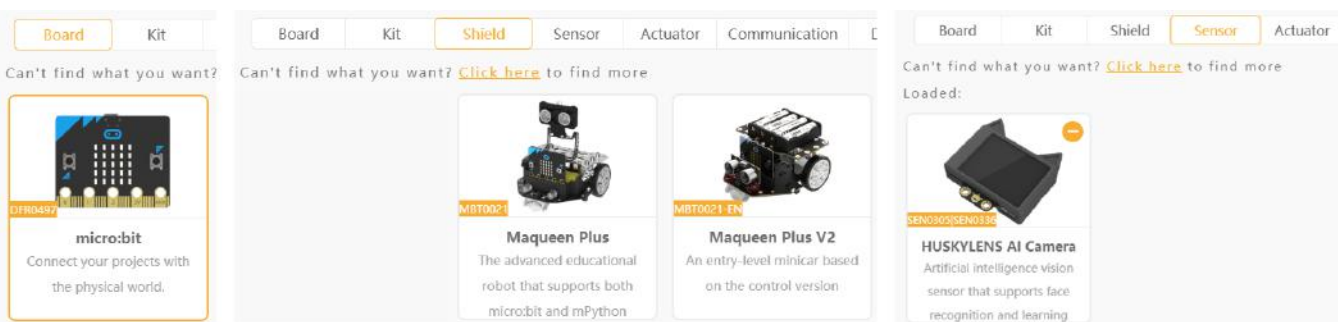 Board Kit
Can't find what you want?
DFR0497
micro:bit
Connect your projects with
the physical world.
Board Kit Shield Sensor Actuator Communication
Can't find what you want? Click here to find more
MBT0021
Maqueen Plus
The advanced educational
robot that supports both
micro:bit and mPython
MBT0021-EN
Maqueen Plus V2
An entry-level minicar based
on the control version
Board Kit Shield Sensor Actuator
Can't find what you want? Click here to find more
Loaded:
SEN0305|SEN0336
HUSKYLENS AI Camera
Artificial intelligence vision
sensor that supports face
recognition and learning